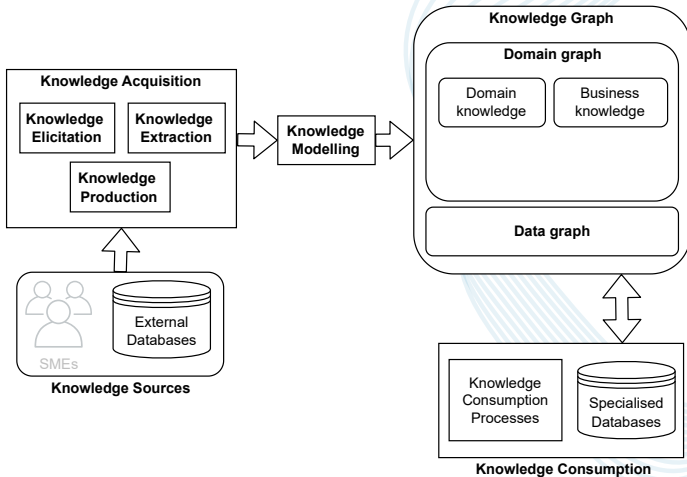 Knowledge Graph
Domain graph
Domain
knowledge
Business
knowledge
Data graph
Knowledge Acquisition
Knowledge
Elicitation
Knowledge
Extraction
Knowledge
Production
Knowledge
Modelling
SMEs
External
Databases
Knowledge Sources
Knowledge
Consumption
Processes
Specialised
Databases
Knowledge Consumption